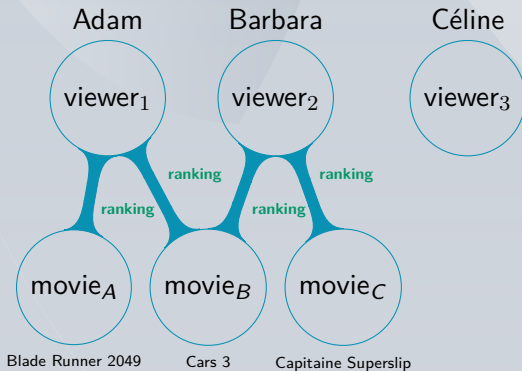 Adam Barbara Céline
viewer1 viewer2 viewer3
ranking ranking
ranking ranking
movieA movieB movieC
Blade Runner 2049 Cars 3 Capitaine Superslip